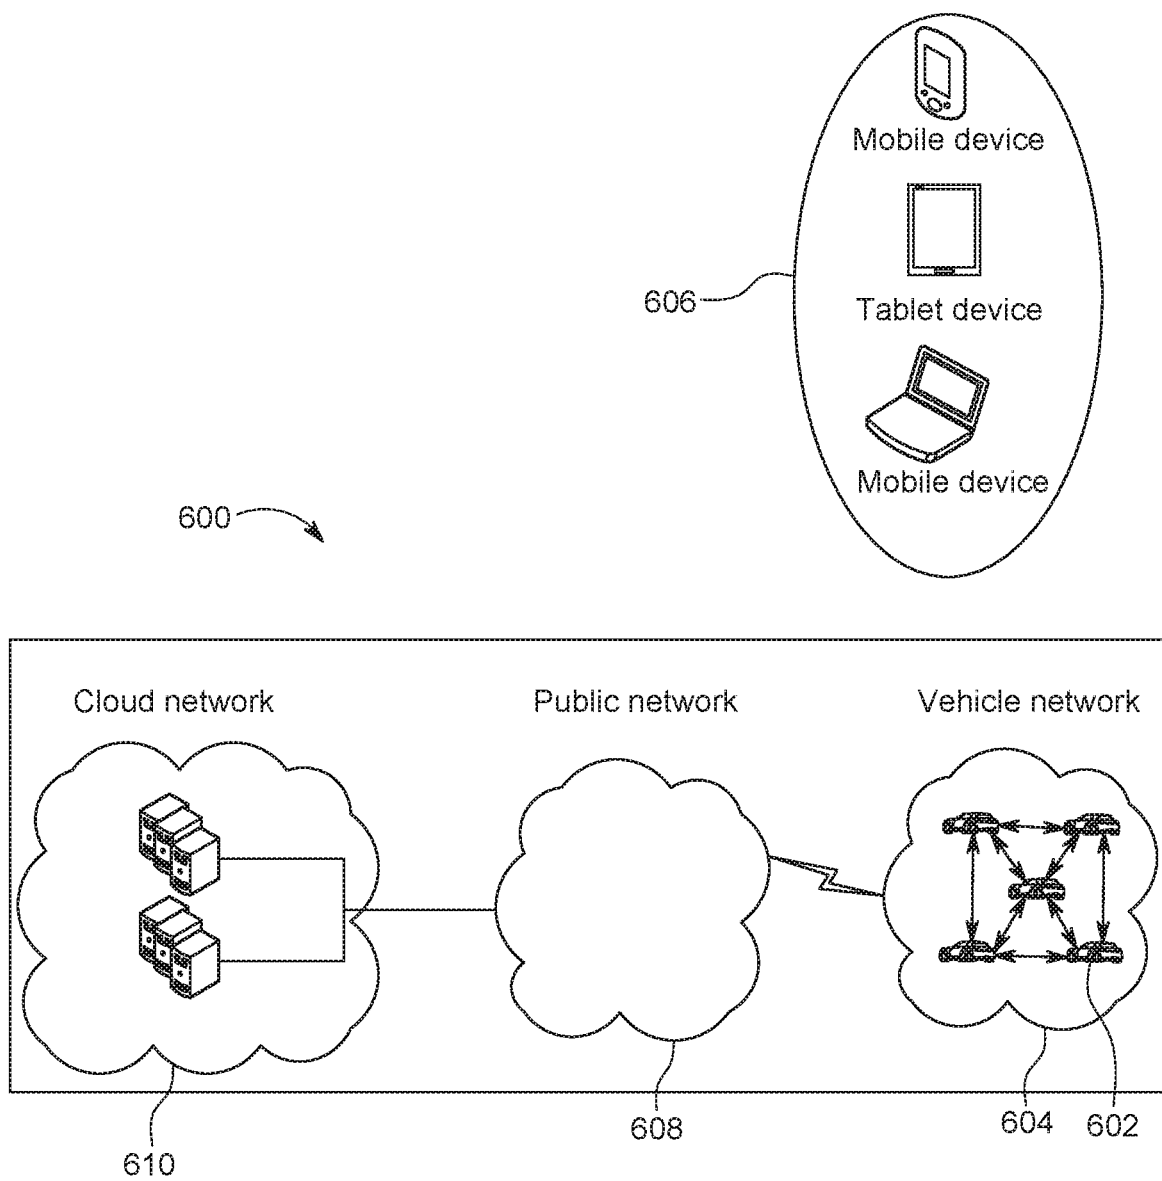 Mobile device
Tablet device
606
Mobile device
600
Cloud network
Public network
Vehicle network
610
608
604
602